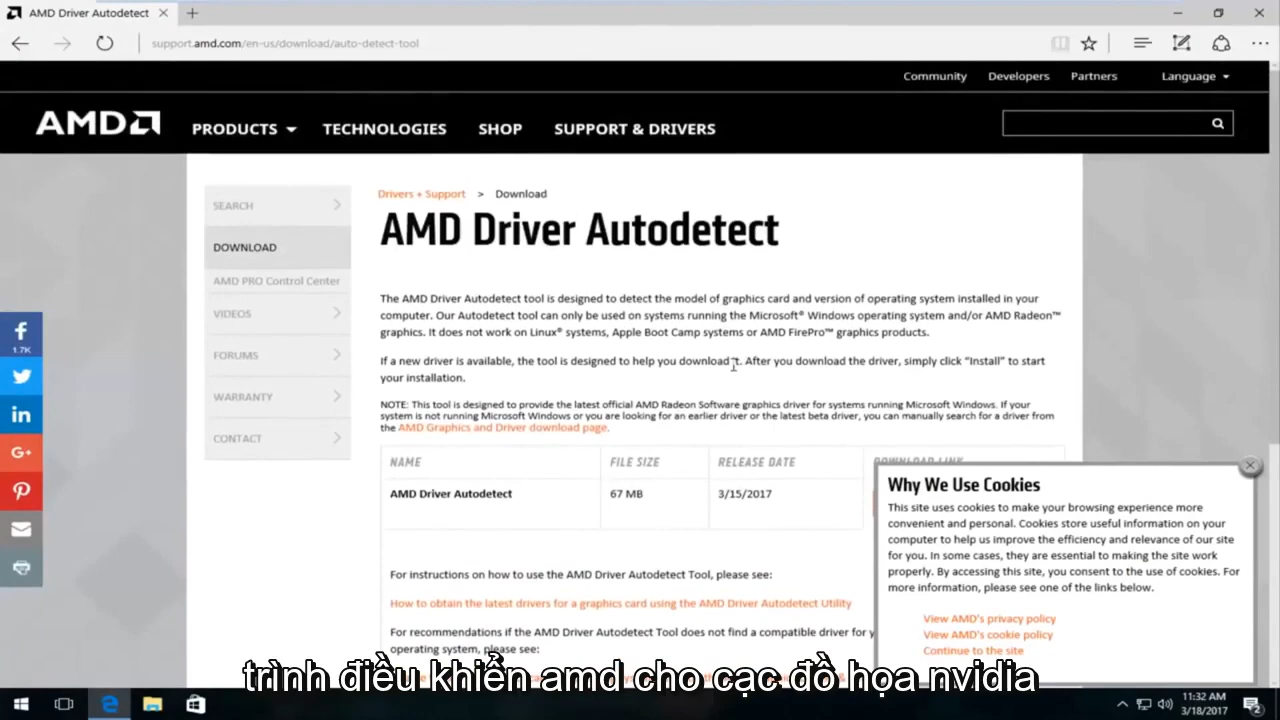 AMD Driver Autodetect
support.amd.com/en-us/download/auto-detect-tool
Community Developers Partners Language
AMD PRODUCTS TECHNOLOGIES SHOP SUPPORT & DRIVERS
SEARCH
DOWNLOAD
AMD PRO Control Center
VIDEOS
FORUMS
WARRANTY
CONTACT
1.7K
Drivers + Support > Download
AMD Driver Autodetect
The AMD Driver Autodetect tool is designed to detect the model of graphics card and version of operating system installed in your
computer. Our Autodetect tool can only be used on systems running the Microsoft® Windows operating system and/or AMD Radeon™
graphics. It does not work on Linux® systems, Apple Boot Camp systems or AMD FirePro™ graphics products.
If a new driver is available, the tool is designed to help you download it. After you download the driver, simply click “Install” to start
your installation.
NOTE: This tool is designed to provide the latest official AMD Radeon Software graphics driver for systems running Microsoft Windows. If your
system is not running Microsoft Windows or you are looking for an earlier driver or the latest beta driver, you can manually search for a driver from
the AMD Graphics and Driver download page.
NAME FILE SIZE RELEASE DATE DOWNLOAD LINK
AMD Driver Autodetect 67 MB 3/15/2017
For instructions on how to use the AMD Driver Autodetect Tool, please see:
How to obtain the latest drivers for a graphics card using the AMD Driver Autodetect Utility
For recommendations if the AMD Driver Autodetect Tool does not find a compatible driver for
operating system, please see:
Why We Use Cookies
This site uses cookies to make your browsing experience more
convenient and personal. Cookies store useful information on your
computer to help us improve the efficiency and relevance of our site
for you. In some cases, they are essential to making the site work
properly. By accessing this site, you consent to the use of cookies. For
more information, please see one of the links below.
View AMD's privacy policy
View AMD's cookie policy
Continue to the site
trình điều khiển amd cho cạc đồ họa nvidia
11:32 AM
3/18/2017
2